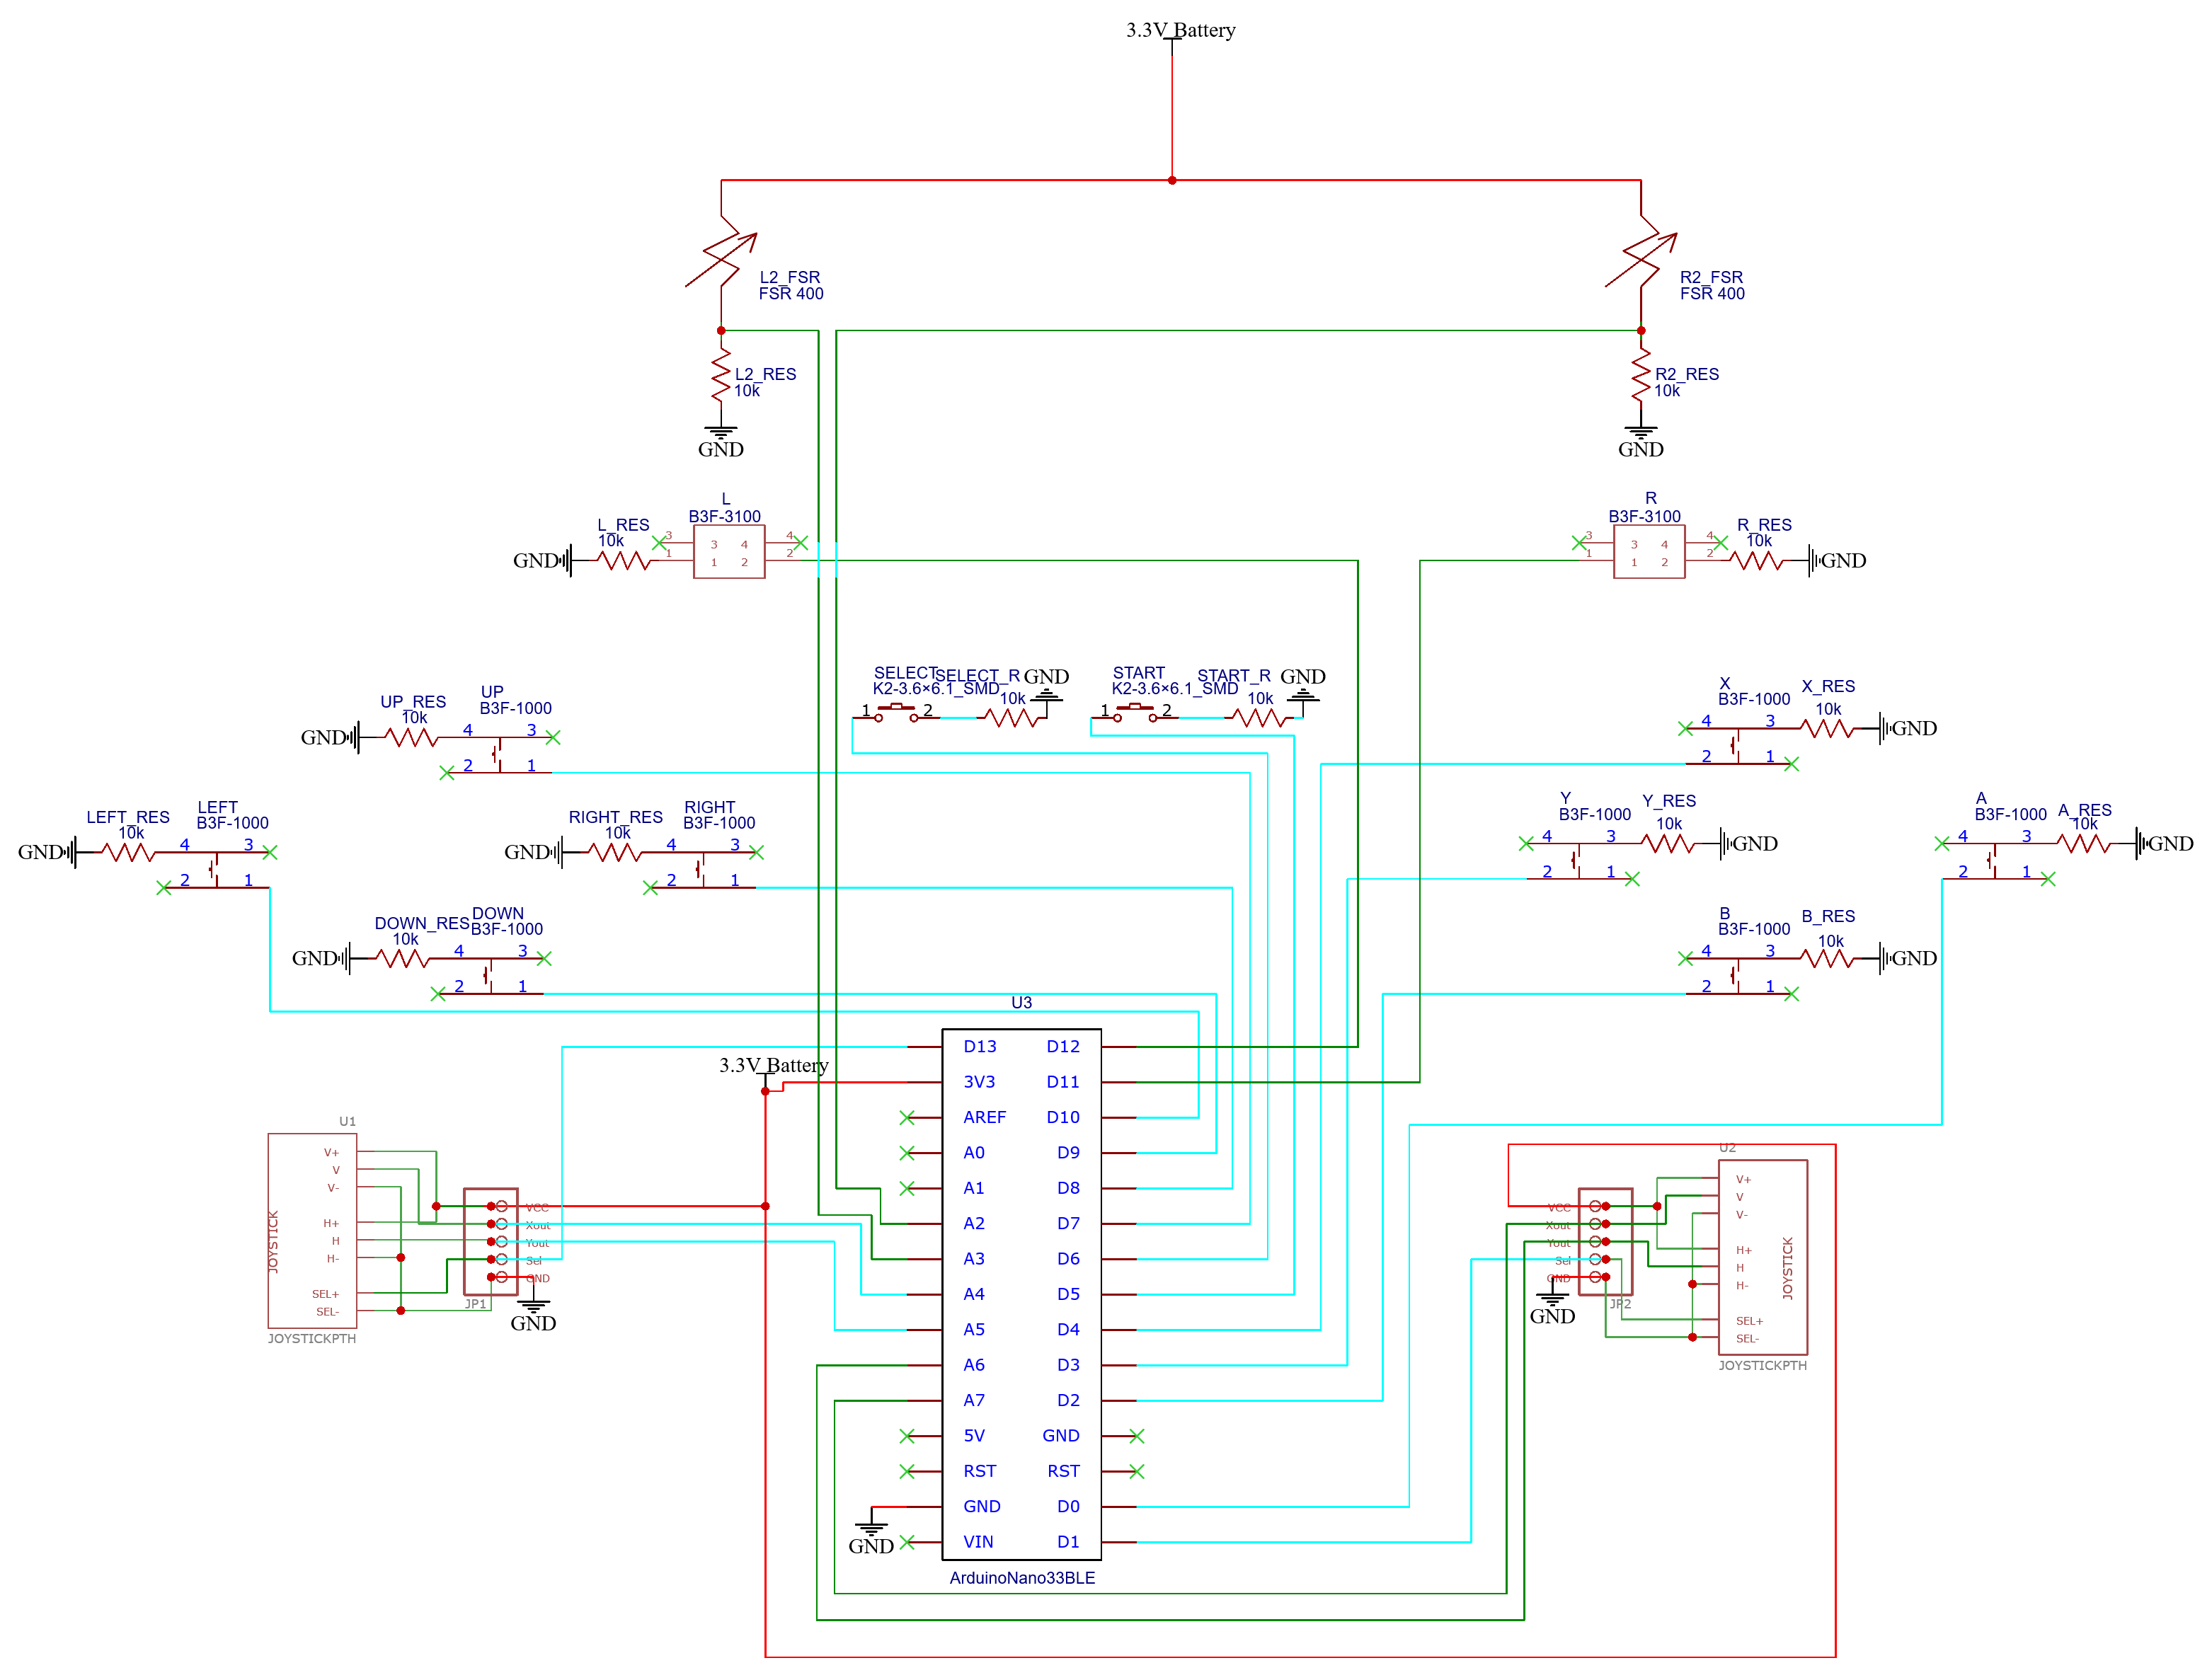 3.3V_Battery
L2_FSR
FSR 400
R2_FSR
FSR 400
L2_RES
10k
R2_RES
10k
GND
GND
L
B3F-3100
L_RES
10k
3
1
3 4
1 2
4
2
GND
R
B3F-3100
R_RES
10k
3
1
3 4
1 2
4
2
GND
SELECT
K2-3.6×6.1_SMD
SELECT_R
10k
GND
1 2
START
K2-3.6×6.1_SMD
START_R
10k
GND
1 2
UP_RES
10k
UP
B3F-1000
GND
4 3
2 1
X
B3F-1000
X_RES
10k
GND
4 3
2 1
LEFT_RES
10k
LEFT
B3F-1000
GND
4 3
2 1
RIGHT_RES
10k
RIGHT
B3F-1000
GND
4 3
2 1
Y
B3F-1000
Y_RES
10k
GND
4 3
2 1
A
B3F-1000
A_RES
10k
GND
4 3
2 1
DOWN_RES
10k
DOWN
B3F-1000
GND
4 3
2 1
B
B3F-1000
B_RES
10k
GND
4 3
2 1
U3
D13 D12
3V3 D11
AREF D10
A0 D9
A1 D8
A2 D7
A3 D6
A4 D5
A5 D4
A6 D3
A7 D2
5V GND
RST RST
GND D0
VIN D1
ArduinoNano33BLE
3.3V_Battery
GND
U1
V+
V
V-
H+
H
H-
SEL+
SEL-
JOYSTICK
JOYSTICKPTH
VCC
Xout
Yout
Sel
GND
JP1
GND
U2
V+
V
V-
H+
H
H-
SEL+
SEL-
JOYSTICK
JOYSTICKPTH
VCC
Xout
Yout
Sel
GND
JP2
GND